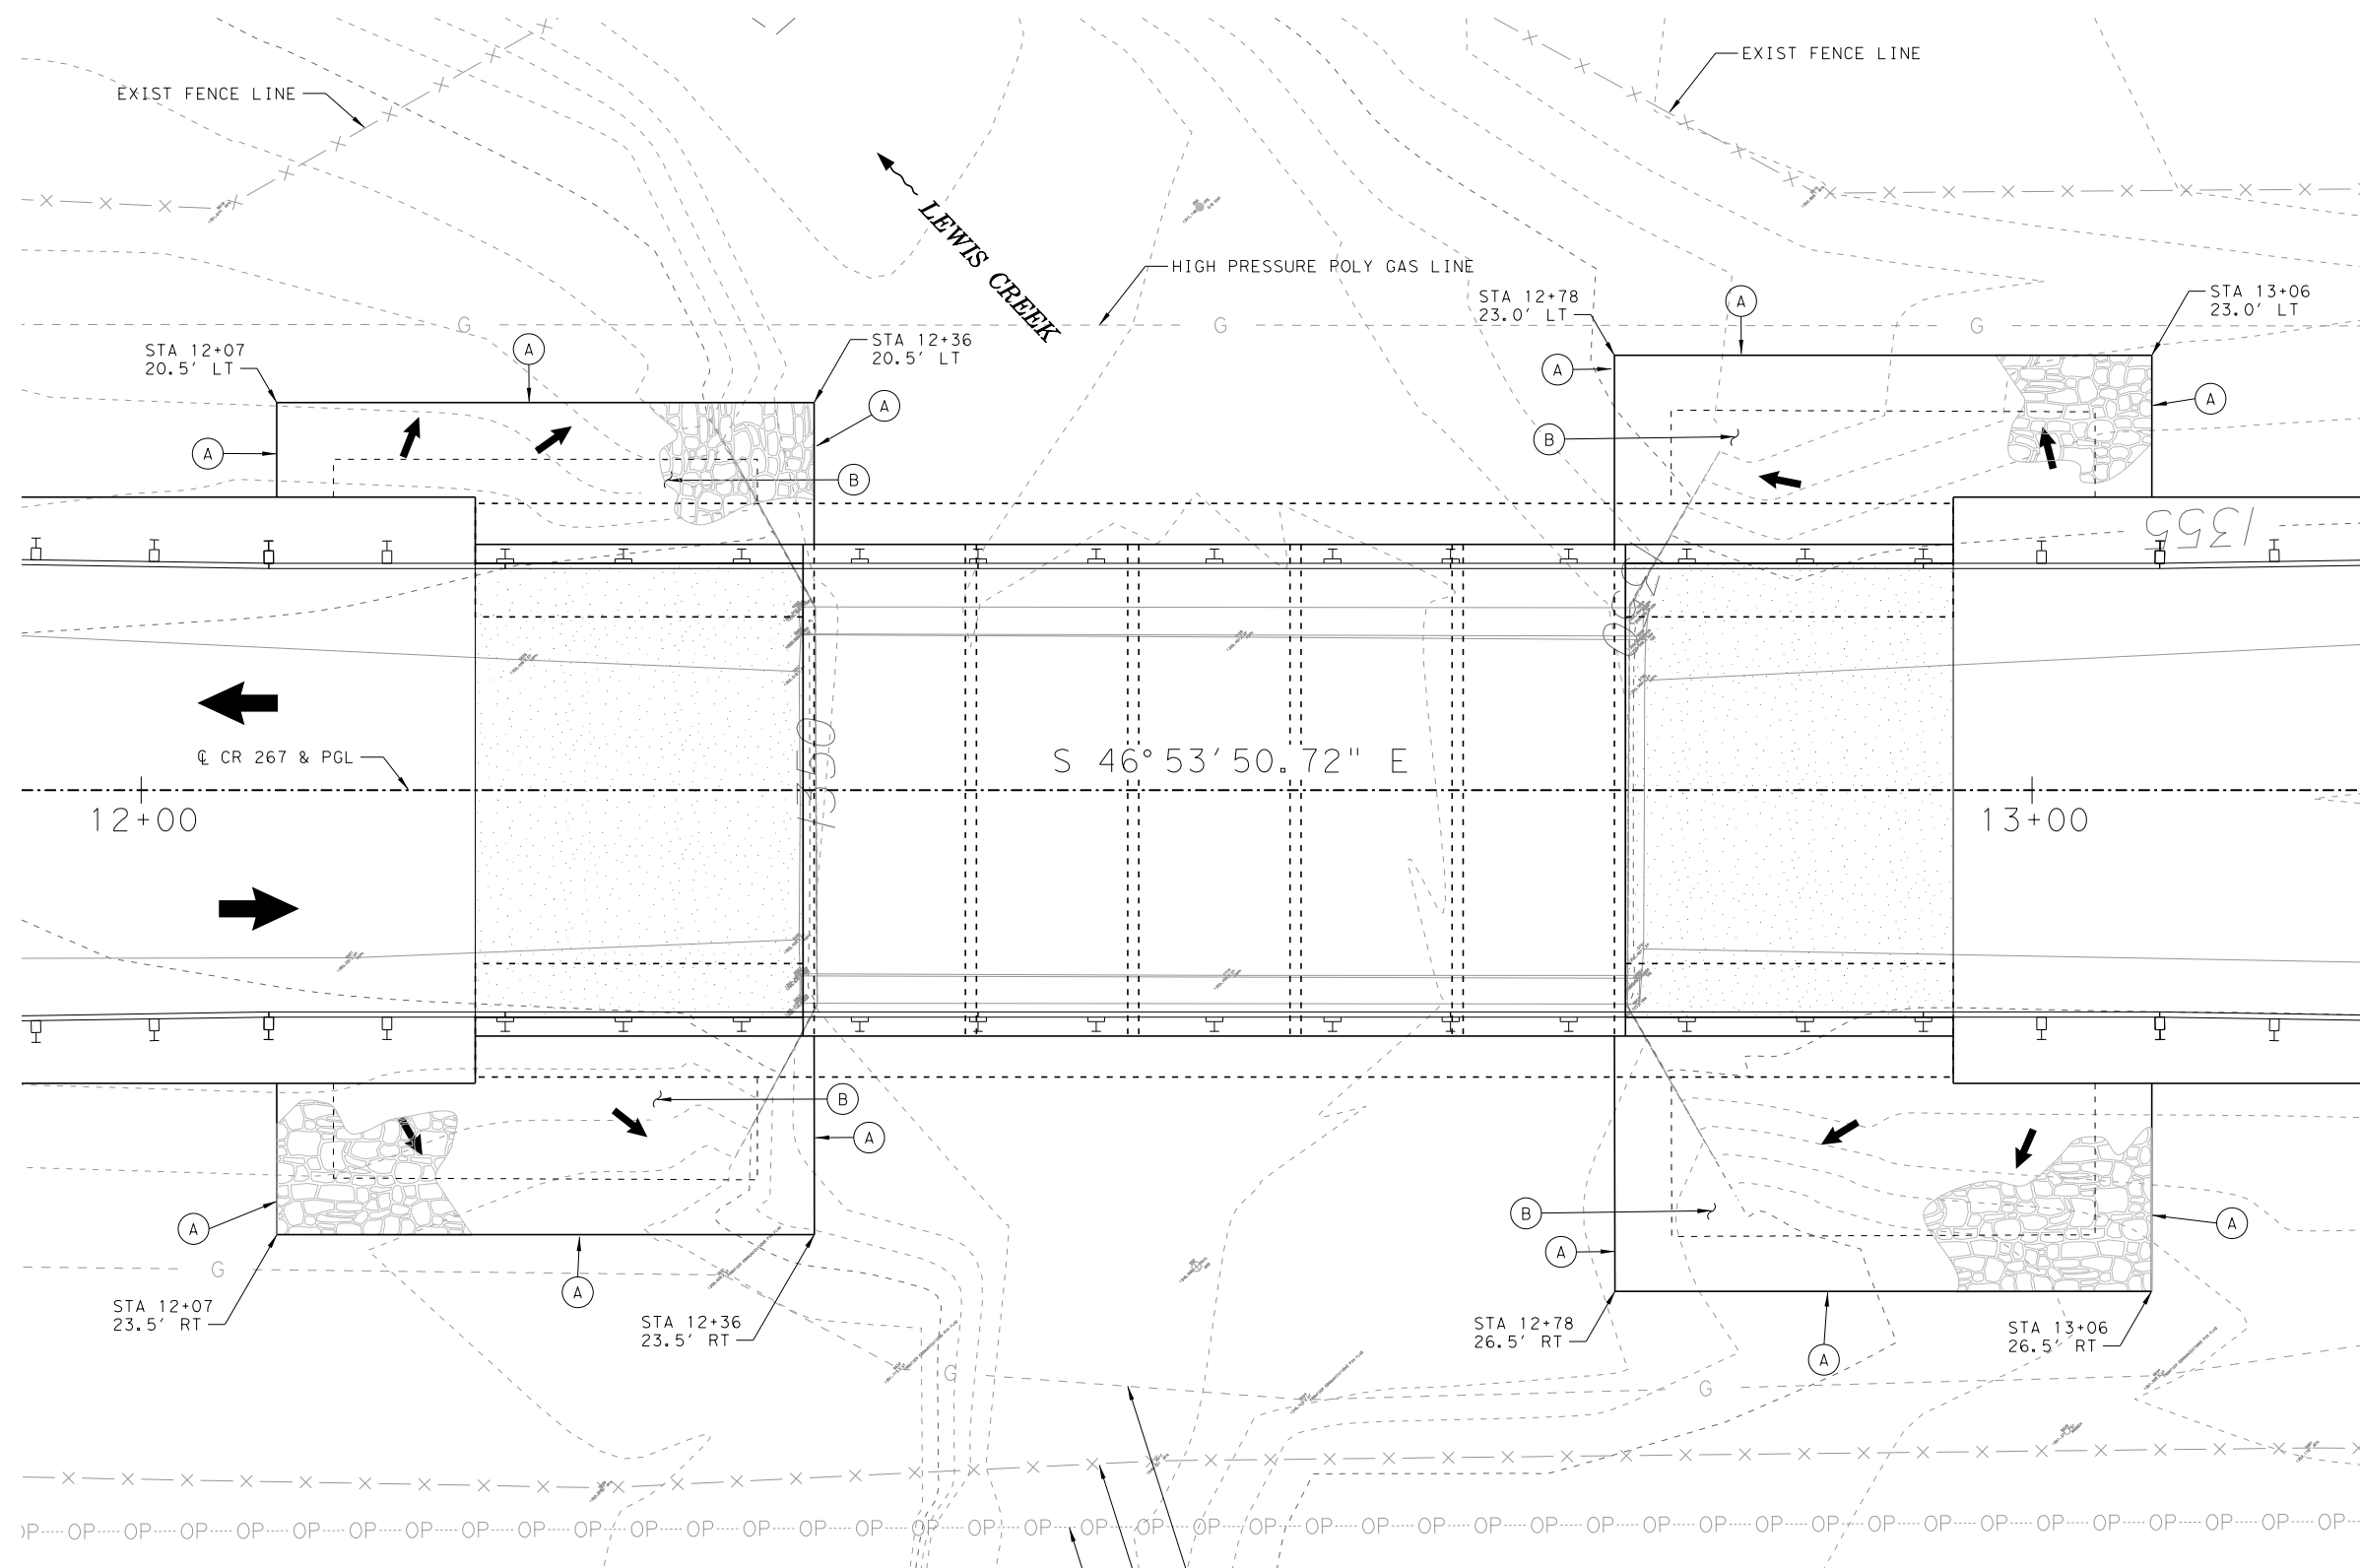 EXIST FENCE LINE
EXIST FENCE LINE
LEWIS CREEK
HIGH PRESSURE POLY GAS LINE
STA 12+78
23.0' LT
A
STA 13+06
23.0' LT
G
G
G
STA 12+07
20.5' LT
A
STA 12+36
20.5' LT
A
A
A
A
B
B
1355
1350
℄ CR 267 & PGL
S 46°53'50.72" E
12+00
13+00
B
A
A
A
STA 12+07
23.5' RT
STA 12+36
23.5' RT
B
A
A
A
STA 12+78
26.5' RT
STA 13+06
26.5' RT
G
G
G
OP OP OP OP OP OP OP OP OP OP OP OP OP OP OP OP OP OP OP OP OP OP OP OP OP OP OP OP OP OP OP OP OP OP OP OP OP OP OP OP OP OP